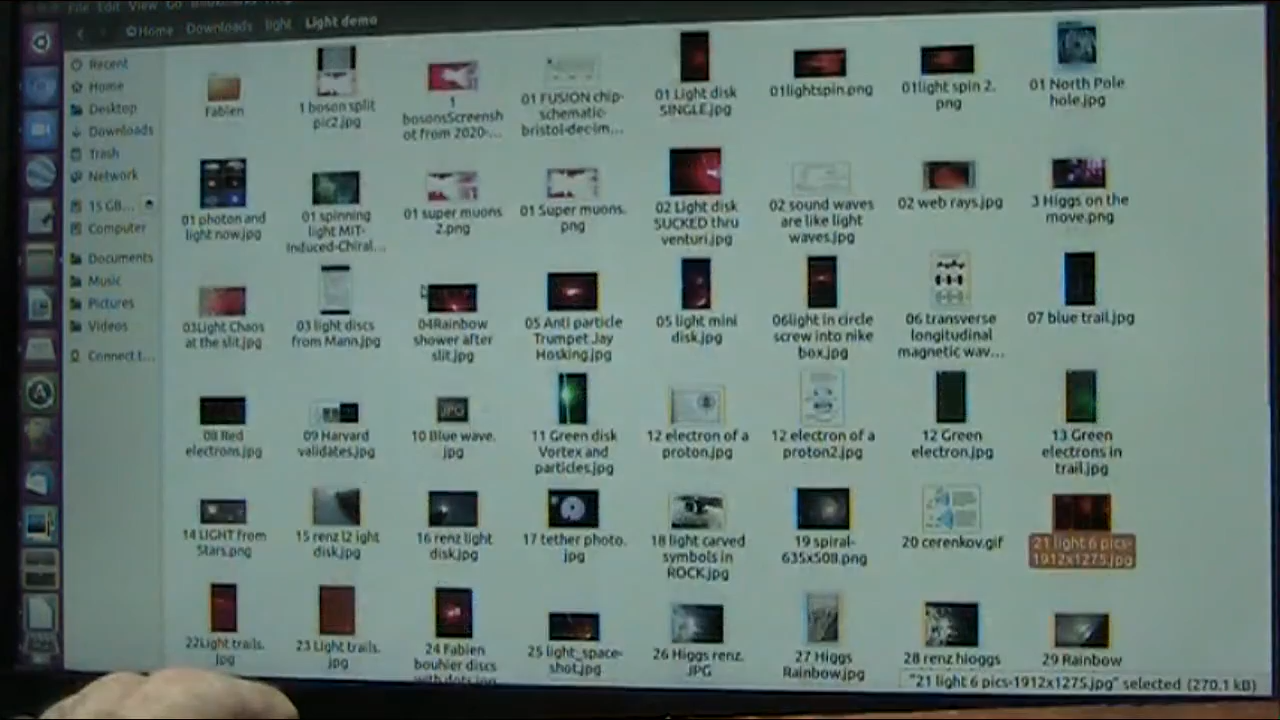 File Edit View Go Bookmarks
Home Downloads light Light demo
Recent
Home
Desktop
Downloads
Trash
Network
15 GB...
Computer
Documents
Music
Pictures
Videos
Connect t...
Fabien
1 boson split
pic2.jpg
1
bosonsScreensh
ot from 2020-...
01 FUSION chip-
schematic-
bristol-dec-im...
01 Light disk
SINGLE.jpg
01lightspin.png
01light spin 2.
png
01 North Pole
hole.jpg
01 photon and
light now.jpg
01 spinning
light MIT-
Induced-Chiral...
01 super muons
2.png
01 Super muons.
png
02 Light disk
SUCKED thru
venturi.jpg
02 sound waves
are like light
waves.jpg
02 web rays.jpg
3 Higgs on the
move.png
03Light Chaos
at the slit.jpg
03 light discs
from Mann.jpg
04Rainbow
shower after
slit.jpg
05 Anti particle
Trumpet Jay
Hosking.jpg
05 light mini
disk.jpg
06light in circle
screw into nike
box.jpg
06 transverse
longitudinal
magnetic wav...
07 blue trail.jpg
08 Red
electrons.jpg
09 Harvard
validates.jpg
10 Blue wave.
jpg
11 Green disk
Vortex and
particles.jpg
12 electron of a
proton.jpg
12 electron of a
proton2.jpg
12 Green
electron.jpg
13 Green
electrons in
trail.jpg
14 LIGHT from
Stars.png
15 renz l2 ight
disk.jpg
16 renz light
disk.jpg
17 tether photo.
jpg
18 light carved
symbols in
ROCK.jpg
19 spiral-
635x508.png
20 cerenkov.gif
21 light 6 pics-
1912x1275.jpg
22Light trails.
jpg
23 Light trails.
jpg
24 Fabien
bouhier discs
with dots.jpg
25 light_space-
shot.jpg
26 Higgs renz.
JPG
27 Higgs
Rainbow.jpg
28 renz hioggs
29 Rainbow
"21 light 6 pics-1912x1275.jpg" selected (270.1 kB)